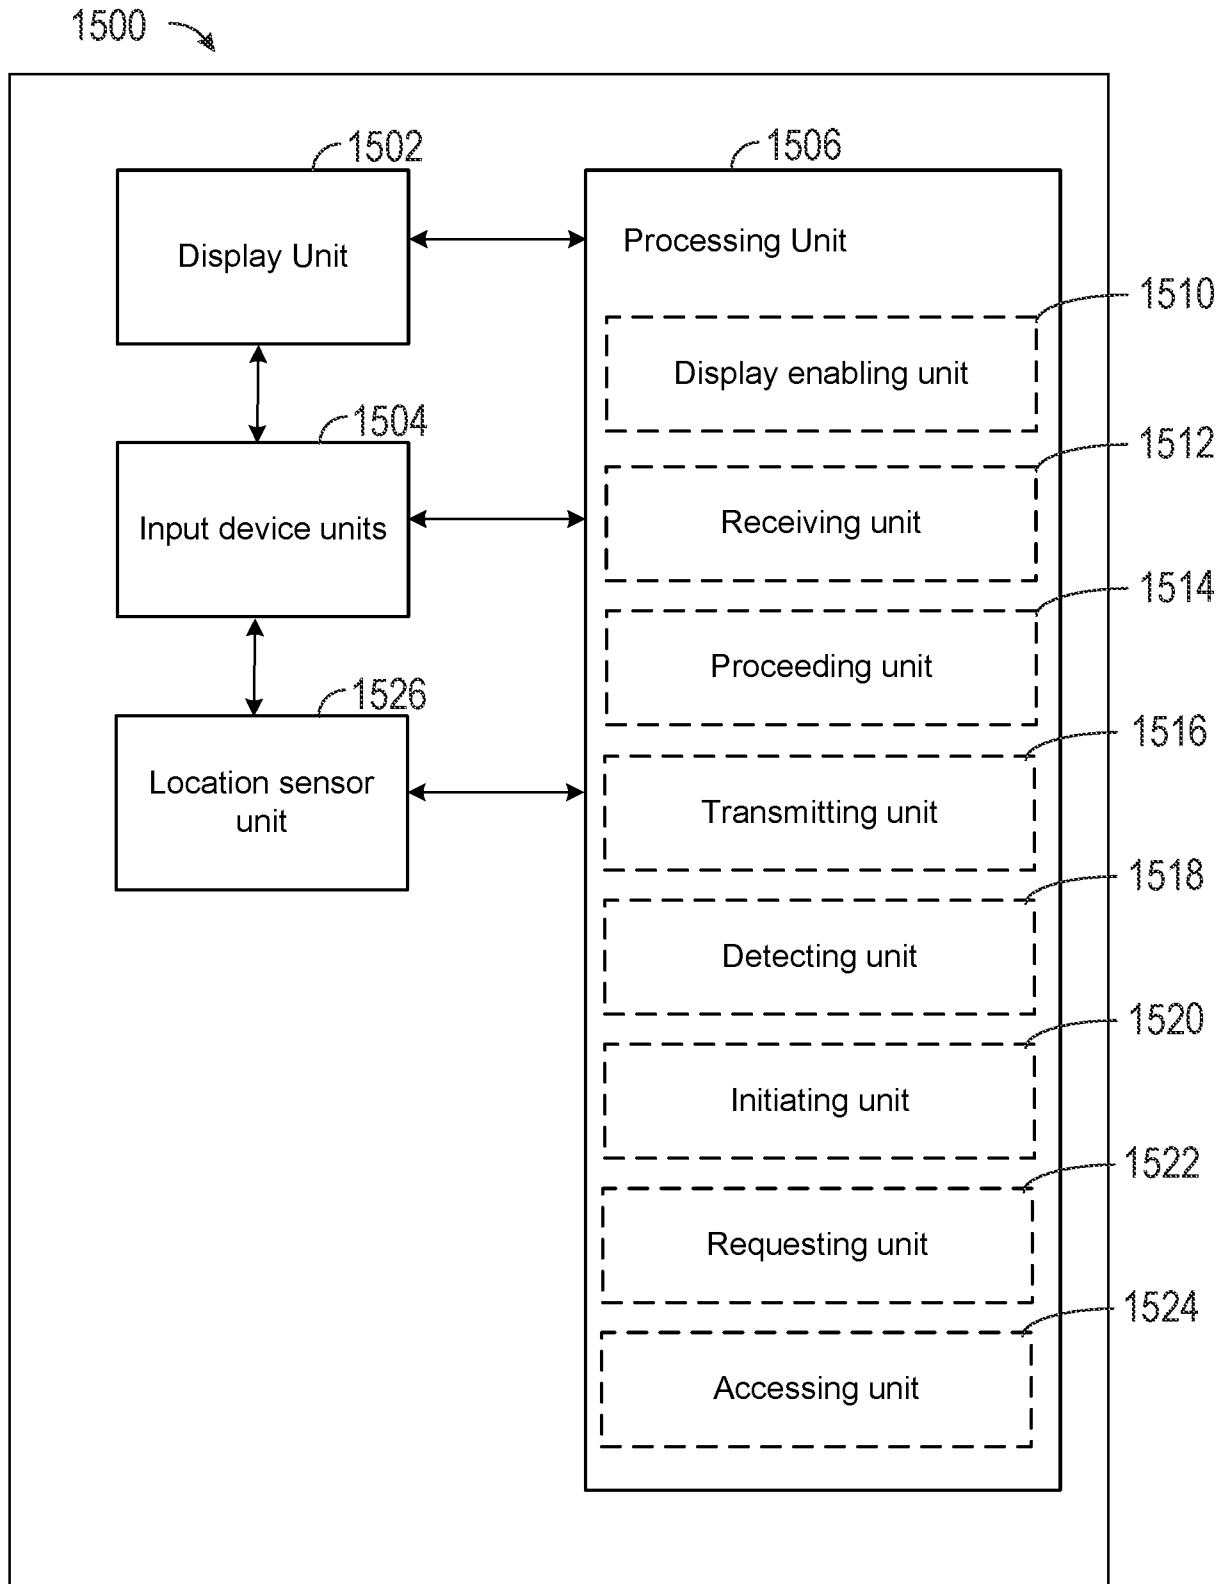 1500
1502
Display Unit
1504
Input device units
1526
Location sensor
unit
1506
Processing Unit
1510
Display enabling unit
1512
Receiving unit
1514
Proceeding unit
1516
Transmitting unit
1518
Detecting unit
1520
Initiating unit
1522
Requesting unit
1524
Accessing unit